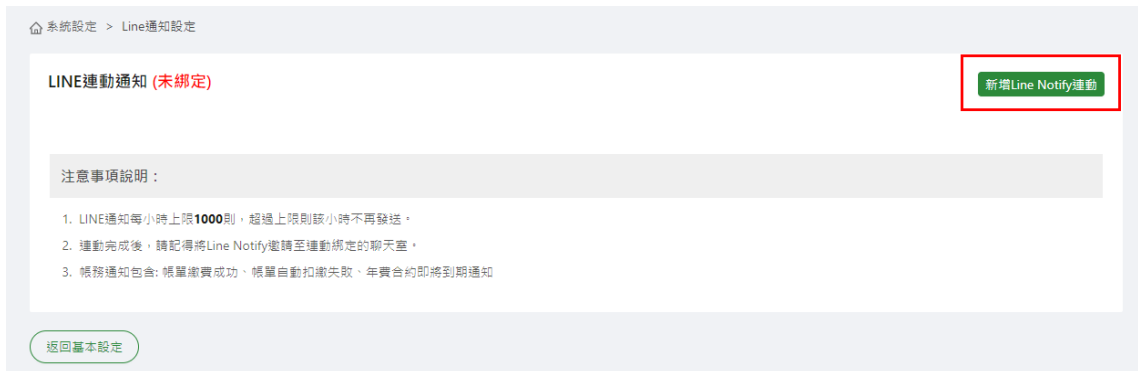 系統設定 > Line通知設定
LINE連動通知 (未綁定)
新增Line Notify連動
注意事項說明：
1. LINE通知每小時上限1000則，超過上限則該小時不再發送。
2. 連動完成後，請記得將Line Notify邀請至連動綁定的聊天室。
3. 帳務通知包含: 帳單繳費成功、帳單自動扣繳失敗、年費合約即將到期通知
返回基本設定